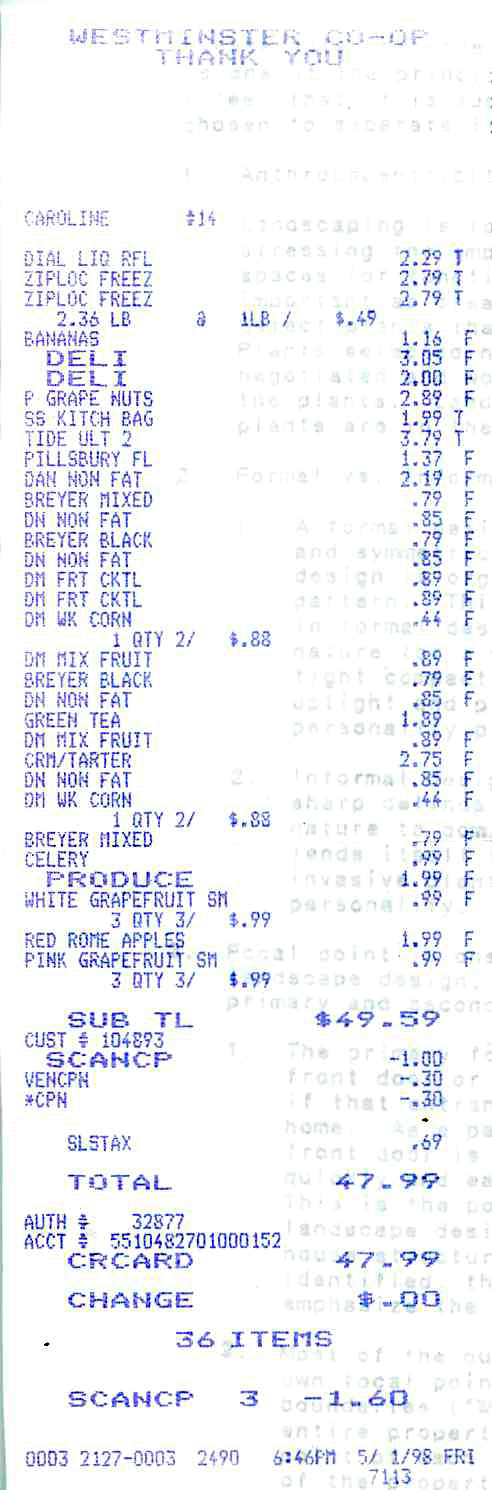 WESTMINSTER CO-OP
THANK YOU
CAROLINE #14
DIAL LIQ RFL 2.29 T
ZIPLOC FREEZ 2.79 T
ZIPLOC FREEZ 2.79 T
2.36 LB @ 1LB / $.49
BANANAS 1.16 F
DELI 3.05 F
DELI 2.00 F
P GRAPE NUTS 2.89 F
SS KITCH BAG 1.99 T
TIDE ULT 2 3.79 T
PILLSBURY FL 1.37 F
DAN NON FAT 2.19 F
BREYER MIXED .79 F
DN NON FAT .85 F
BREYER BLACK .79 F
DN NON FAT .85 F
DM FRT CKTL .89 F
DM FRT CKTL .89 F
DM WK CORN .44 F
1 QTY 2/ $.88
DM MIX FRUIT .89 F
BREYER BLACK .79 F
DN NON FAT .85 F
GREEN TEA 1.89
DM MIX FRUIT .89 F
CRM/TARTER 2.75 F
DN NON FAT .85 F
DM WK CORN .44 F
1 QTY 2/ $.88
BREYER MIXED .79 F
CELERY .99 F
PRODUCE 1.99 F
WHITE GRAPEFRUIT SM .99 F
3 QTY 3/ $.99
RED ROME APPLES 1.99 F
PINK GRAPEFRUIT SM .99 F
3 QTY 3/ $.99
SUB TL $49.59
CUST # 104893
SCANCP -1.00
VENCPN -.30
*CPN -.30
SLSTAX .69
TOTAL 47.99
AUTH # 32877
ACCT # 5510482701000152
CRCARD 47.99
CHANGE $.00
36 ITEMS
SCANCP 3 -1.60
0003 2127-0003 2490 6:46PM 5/ 1/98 FRI
7113